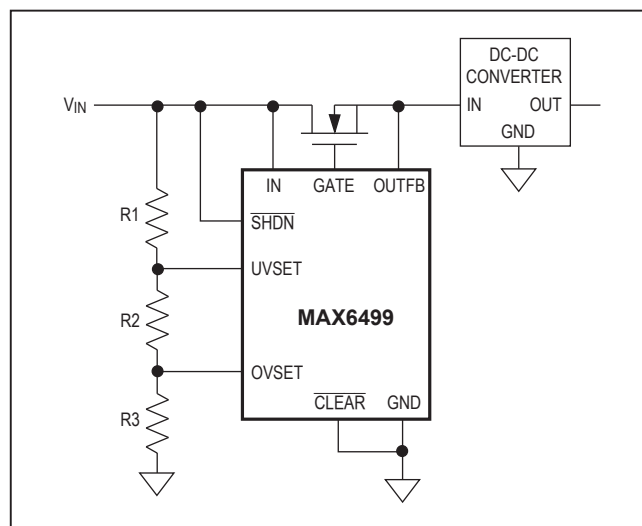 DC-DC
CONVERTER
VIN
IN OUT
GND
IN GATE OUTFB
R1
SHDN
UVSET
MAX6499
R2
OVSET
R3
CLEAR GND